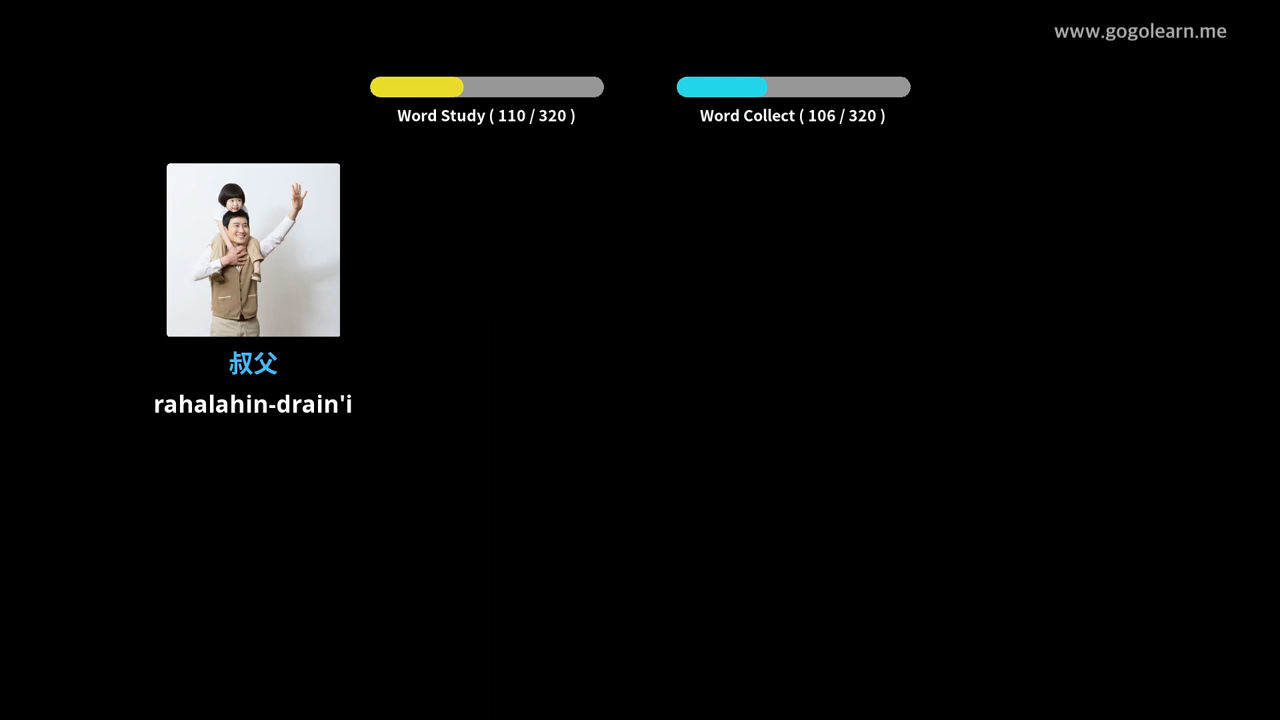 www.gogolearn.me
Word Study ( 110 / 320 )
Word Collect ( 106 / 320 )
叔父
rahalahin-drain'i